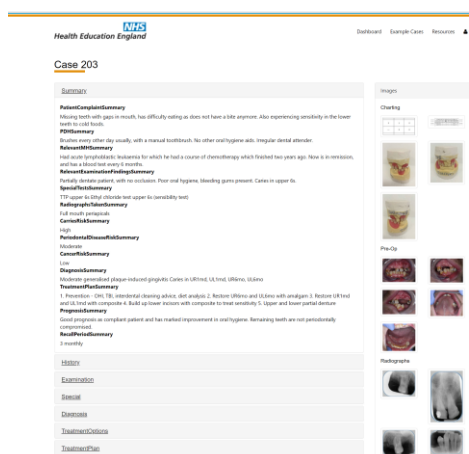 NHS
Health Education England
Dashboard Example Cases Resources
Case 203
Summary
PatientComplaintSummary
Missing teeth with gaps in mouth, has difficulty eating as does not have a bite anymore. Also experiencing sensitivity in the lower
teeth to cold foods.
PDHSummary
Brushes every other day usually, with a manual toothbrush. No other oral hygiene aids. Irregular dental attender.
RelevantMHSummary
Had acute lymphoblastic leukaemia for which he had a course of chemotherapy which finished two years ago. Now is in remission,
and has a blood test every 8 months.
RelevantExaminationFindingsSummary
Partially dentate patient, with no occlusion. Poor oral hygiene, bleeding gums present. Caries in upper 6s.
SpecialTestsSummary
TTP upper 6s Ethyl chloride test upper 6s (sensibility test)
RadiographsTakenSummary
Full mouth periapicals
CariesRiskSummary
High
PeriodontalDiseaseRiskSummary
Moderate
CancerRiskSummary
Low
DiagnosisSummary
Moderate generalised plaque-induced gingivitis Caries in UR1md, UL1md, UR6mo, UL6mo
TreatmentPlanSummary
1. Prevention - OHI, TBI, interdental cleaning advice, diet analysis 2. Restore UR6mo and UL6mo with amalgam 3. Restore UR1md
and UL1md with composite 4. Build up lower incisors with composite to treat sensitivity 5. Upper and lower partial denture
PrognosisSummary
Good prognosis as compliant patient and has marked improvement in oral hygiene. Remaining teeth are not periodontally
compromised.
RecallPeriodSummary
3 monthly
History
Examination
Special
Diagnosis
TreatmentOptions
TreatmentPlan
Images
Charting
Pre-Op
Radiographs